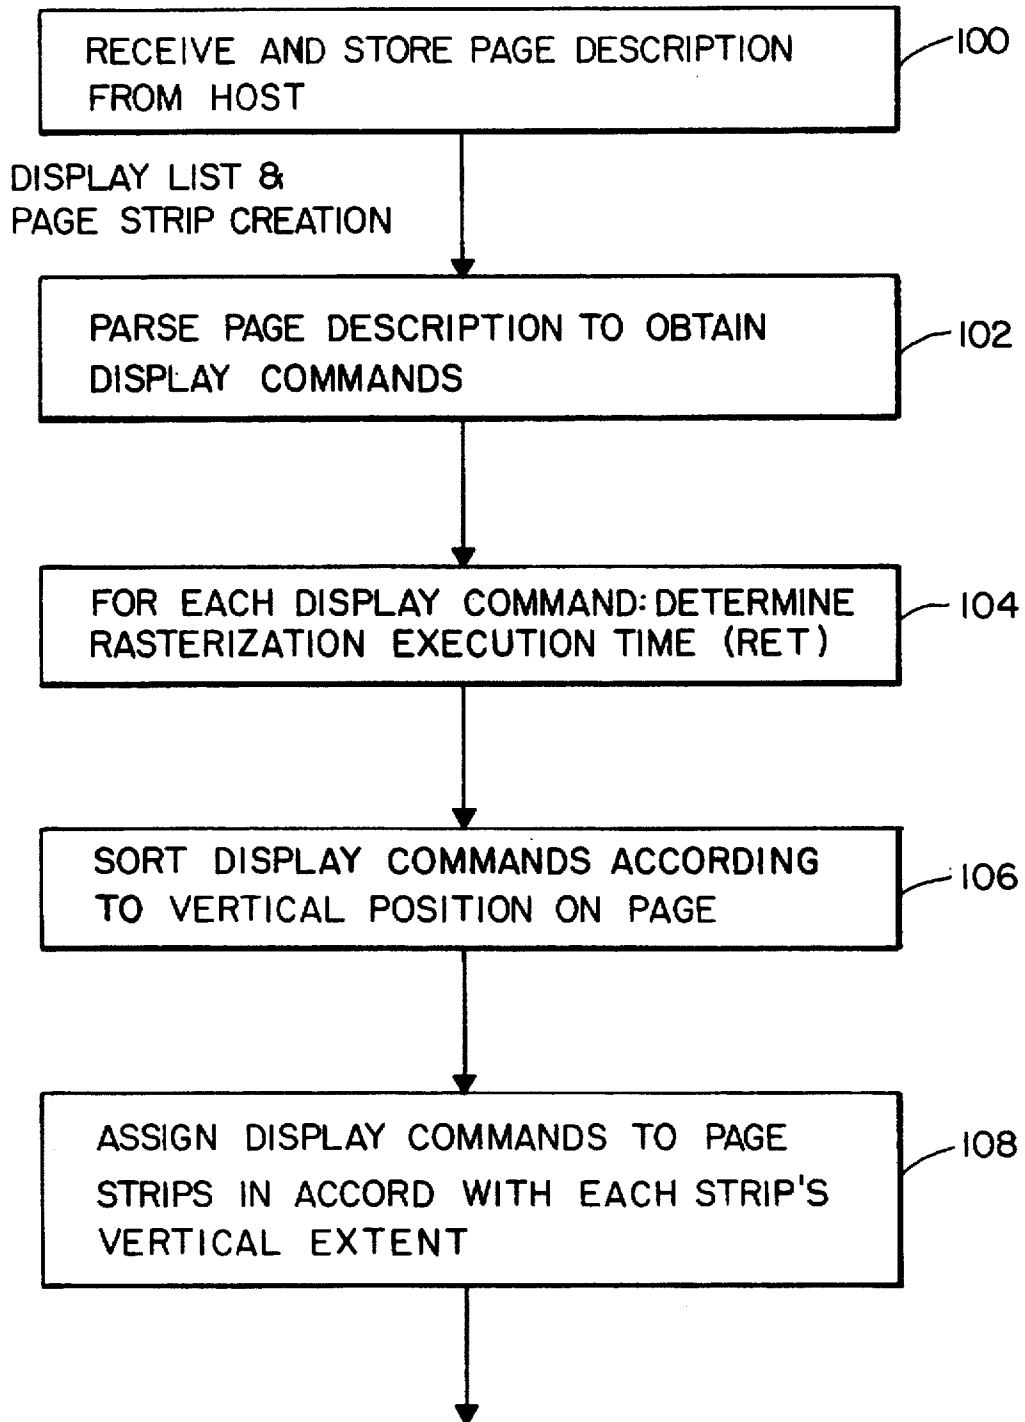 RECEIVE AND STORE PAGE DESCRIPTION
FROM HOST
100
DISPLAY LIST &
PAGE STRIP CREATION
PARSE PAGE DESCRIPTION TO OBTAIN
DISPLAY COMMANDS
102
FOR EACH DISPLAY COMMAND: DETERMINE
RASTERIZATION EXECUTION TIME (RET)
104
SORT DISPLAY COMMANDS ACCORDING
TO VERTICAL POSITION ON PAGE
106
ASSIGN DISPLAY COMMANDS TO PAGE
STRIPS IN ACCORD WITH EACH STRIP'S
VERTICAL EXTENT
108